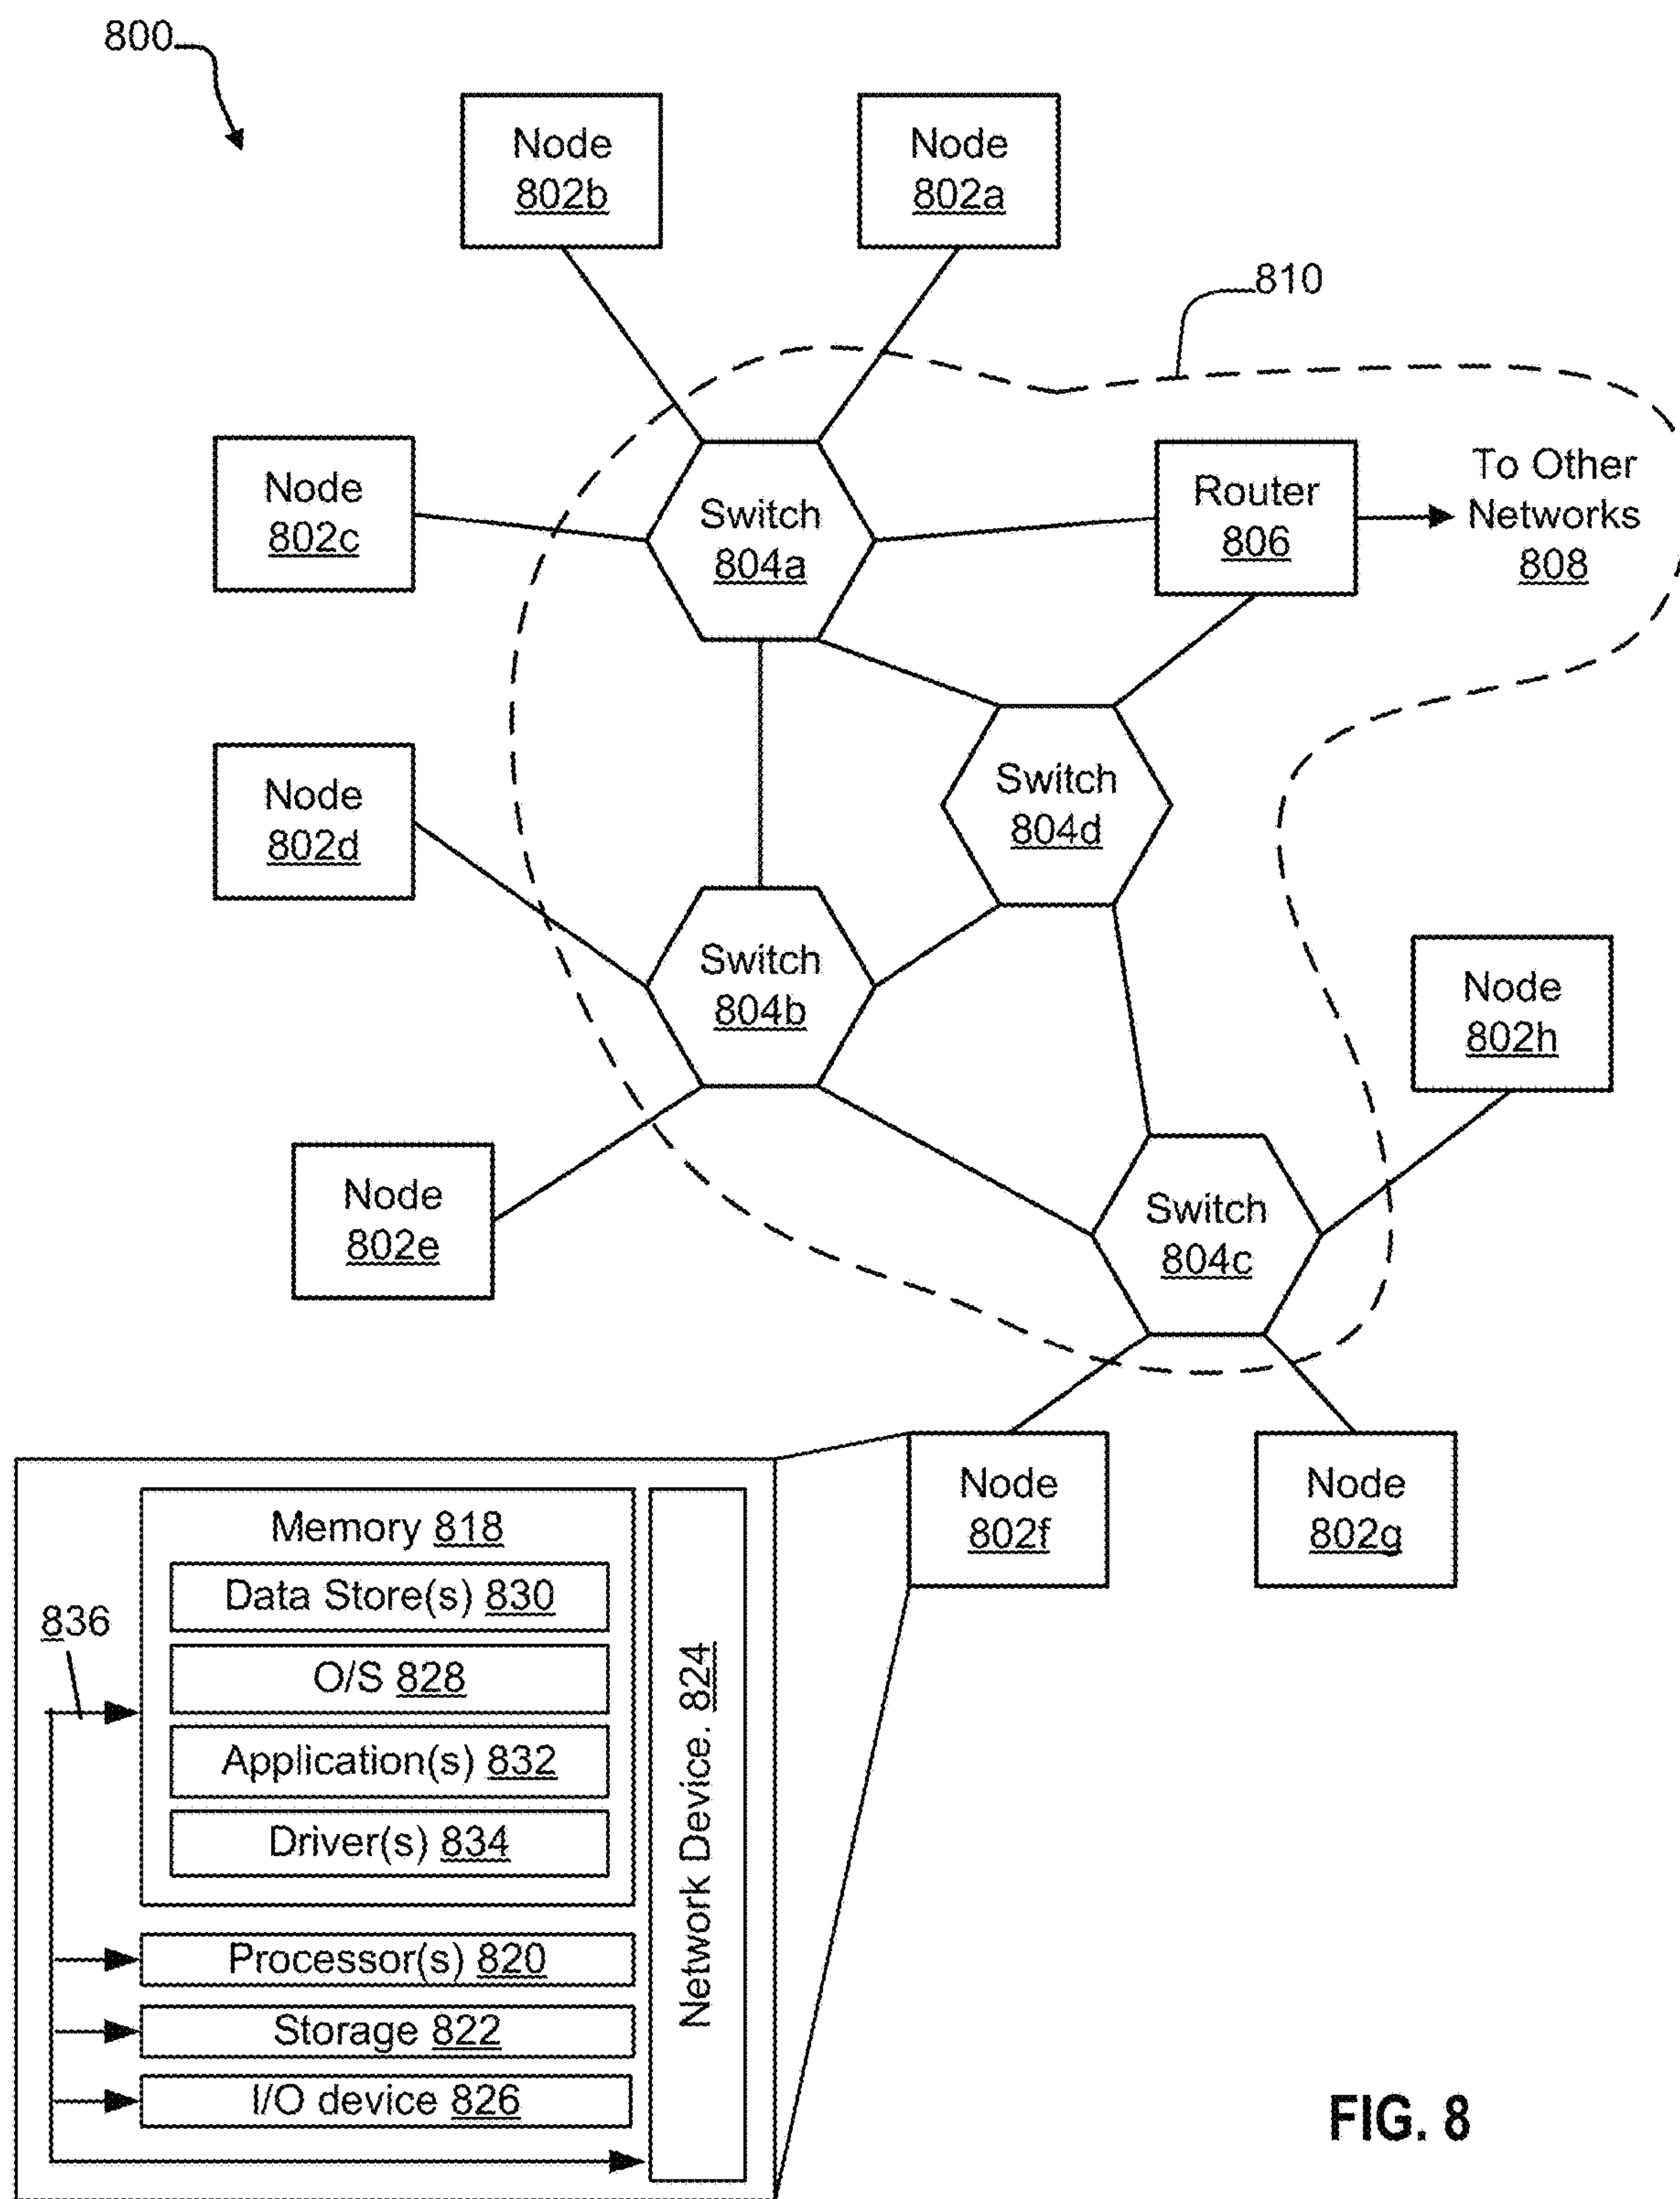 800
Node
802b
Node
802a
810
Node
802c
Switch
804a
Router
806
To Other
Networks
808
Node
802d
Switch
804d
Switch
804b
Node
802h
Node
802e
Switch
804c
Node
802f
Node
802g
Memory 818
Data Store(s) 830
836
O/S 828
Application(s) 832
Driver(s) 834
Network Device. 824
Processor(s) 820
Storage 822
I/O device 826
FIG. 8